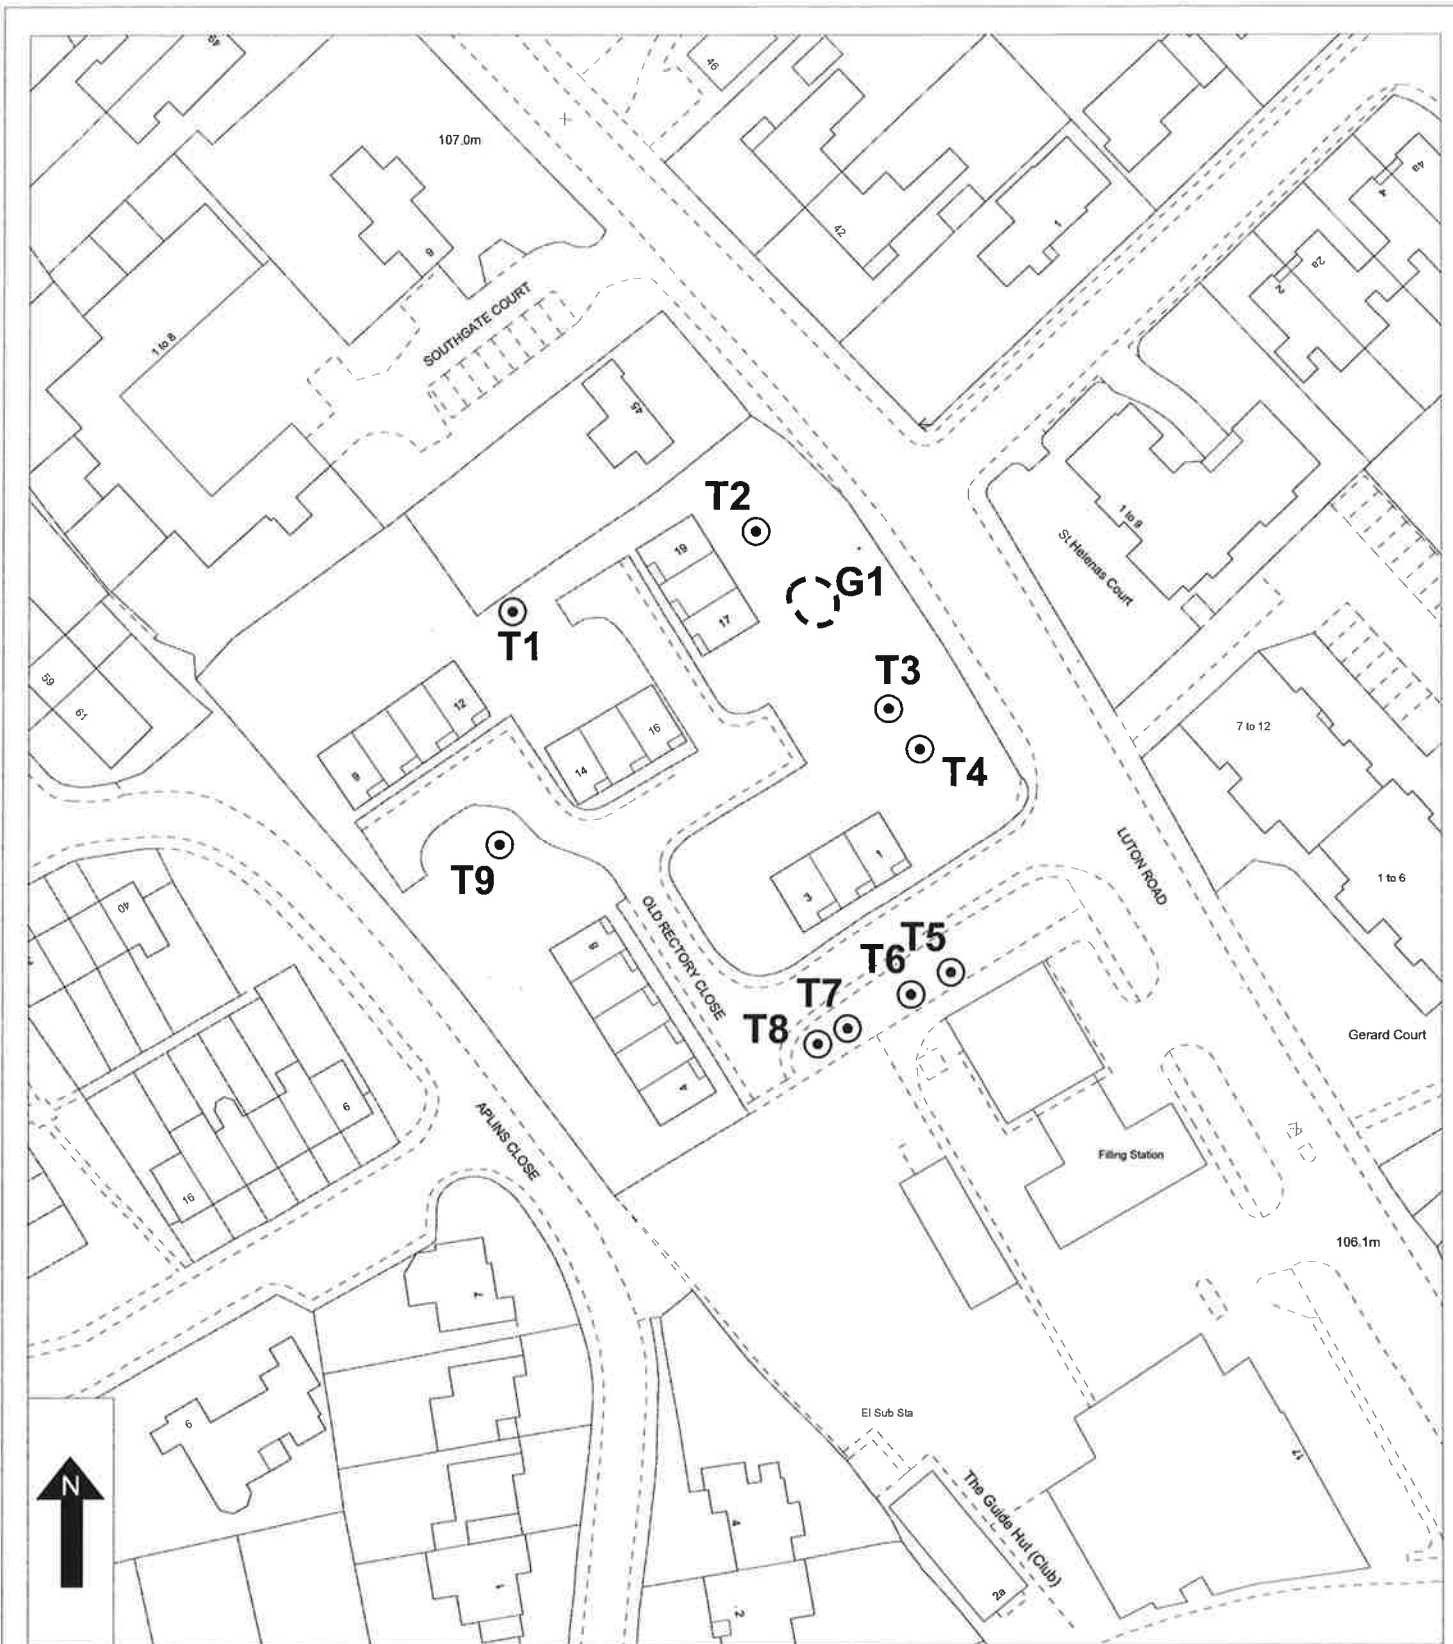 49
46
107.0m
4a
4
42
1
9
2a
2
SOUTHGATE COURT
1 to 8
45
T2
1 to 9
St Helenas Court
19
G1
17
T1
T3
59
61
12
16
7 to 12
9
14
T4
LUTON ROAD
1
1 to 6
T9
3
40
OLD RECTORY CLOSE
T5
T6
8
T7
T8
Gerard Court
4
6
APLINS CLOSE
Filling Station
16
106.1m
7
El Sub Sta
6
17
N
The Guide Hut (Club)
4
2a
1
2